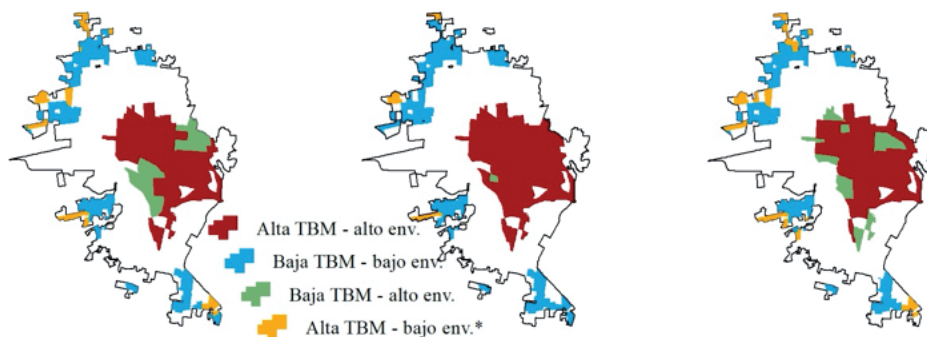 Alta TBM - alto env.
Baja TBM - bajo env.
Baja TBM - alto env.
Alta TBM - bajo env.*